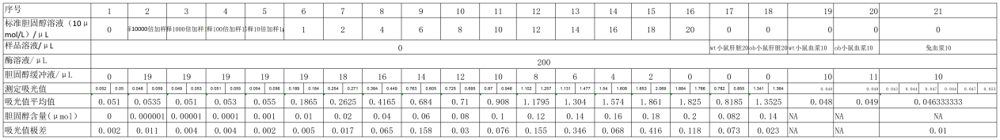 序号 1 2 3 4 5 6 7 8 9 10 11 12 13 14 15 16 17 18 19 20 21
标准胆固醇溶液（10μ 0 释10000倍加样 释1000倍加样 释100倍加样1 释10倍加样1μ 1 2 4 6 8 10 12 14 16 18 20 0 0 0 0 0
mol/L）/μL
样品溶液/μL 0 wt小鼠肝脏20 ob小鼠肝脏20 wt小鼠血浆10 ob小鼠血浆10 兔血浆10
酶溶液/μL 200
胆固醇缓冲液/μL 0 19 19 19 19 19 18 16 14 12 10 8 6 4 2 0 0 0 10 11 10
测定吸光值 0.052 0.05 0.048 0.059 0.049 0.053 0.051 0.055 0.054 0.056 0.189 0.184 0.254 0.271 0.384 0.449 0.763 0.605 0.725 0.695 0.87 0.946 1.102 1.257 1.131 1.477 1.54 1.608 1.653 2.069 1.884 1.766 0.782 0.855 1.341 1.364 0.048 0.049 0.043 0.044 0.047 0.044 0.047 0.053
吸光值平均值 0.051 0.0535 0.051 0.053 0.055 0.1865 0.2625 0.4165 0.684 0.71 0.908 1.1795 1.304 1.574 1.861 1.825 0.8185 1.3525 0.048 0.049 0.046333333
胆固醇含量(μmol) 0 0.000001 0.00001 0.0001 0.001 0.01 0.02 0.04 0.06 0.08 0.1 0.12 0.14 0.16 0.18 0.2 0.082 0.14 NA NA NA
吸光值极差 0.002 0.011 0.004 0.004 0.002 0.005 0.017 0.065 0.158 0.03 0.076 0.155 0.346 0.068 0.416 0.118 0.073 0.023 NA NA 0.01